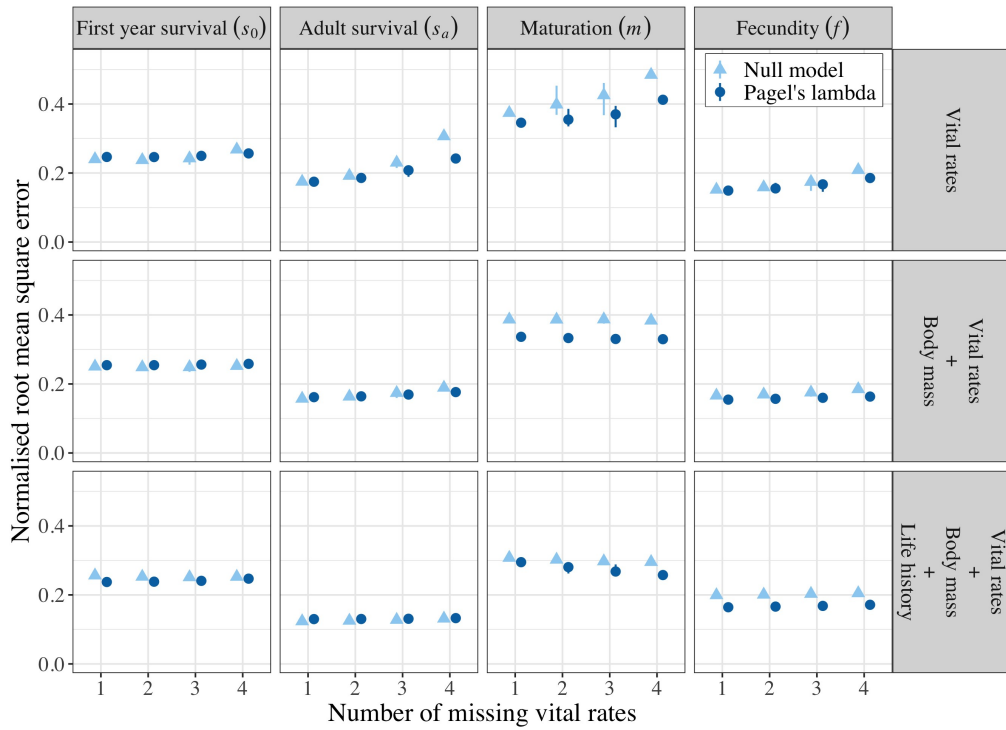 First year survival (s0)
Adult survival (sa)
Maturation (m)
Fecundity (f)
Null model
Pagel's lambda
Vital rates
Vital rates
+
Body mass
Vital rates
+
Body mass
+
Life history
Normalised root mean square error
0.4
0.2
0.0
0.4
0.2
0.0
0.4
0.2
0.0
1 2 3 4
1 2 3 4
1 2 3 4
1 2 3 4
Number of missing vital rates